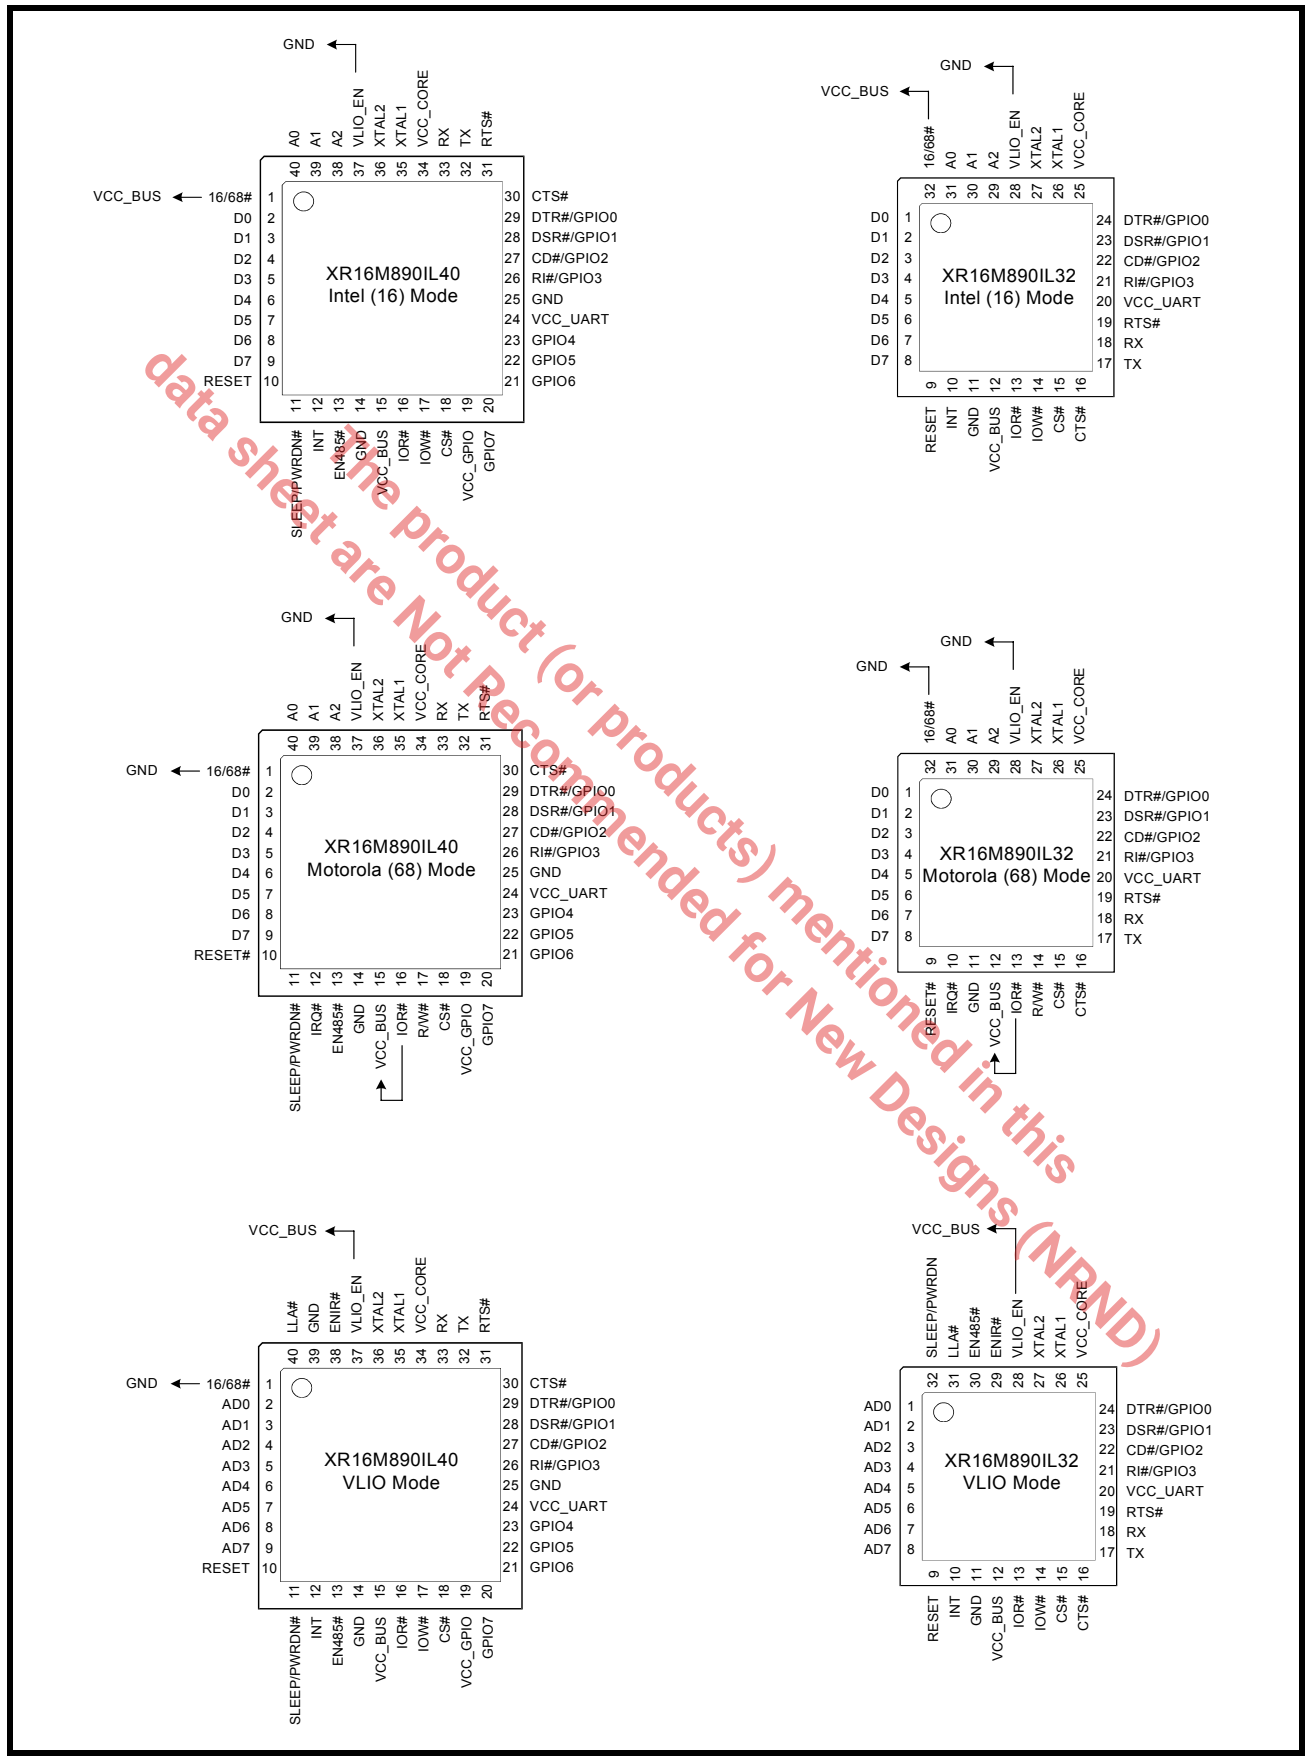 GND
A0
A1
A2
VLIO_EN
XTAL2
XTAL1
VCC_CORE
RX
TX
RTS#
40 39 38 37 36 35 34 33 32 31
VCC_BUS 16/68# 1
D0 2
D1 3
D2 4
D3 5
D4 6
D5 7
D6 8
D7 9
RESET 10
XR16M890IL40
Intel (16) Mode
30 CTS#
29 DTR#/GPIO0
28 DSR#/GPIO1
27 CD#/GPIO2
26 RI#/GPIO3
25 GND
24 VCC_UART
23 GPIO4
22 GPIO5
21 GPIO6
11 12 13 14 15 16 17 18 19 20
SLEEP/PWRDN#
INT
EN485#
GND
VCC_BUS
IOR#
IOW#
CS#
VCC_GPIO
GPIO7
GND
VCC_BUS
16/68#
A0
A1
A2
VLIO_EN
XTAL2
XTAL1
VCC_CORE
32 31 30 29 28 27 26 25
D0 1
D1 2
D2 3
D3 4
D4 5
D5 6
D6 7
D7 8
XR16M890IL32
Intel (16) Mode
24 DTR#/GPIO0
23 DSR#/GPIO1
22 CD#/GPIO2
21 RI#/GPIO3
20 VCC_UART
19 RTS#
18 RX
17 TX
9 10 11 12 13 14 15 16
RESET
INT
GND
VCC_BUS
IOR#
IOW#
CS#
CTS#
GND
A0
A1
A2
VLIO_EN
XTAL2
XTAL1
VCC_CORE
RX
TX
RTS#
40 39 38 37 36 35 34 33 32 31
GND 16/68# 1
D0 2
D1 3
D2 4
D3 5
D4 6
D5 7
D6 8
D7 9
RESET# 10
XR16M890IL40
Motorola (68) Mode
30 CTS#
29 DTR#/GPIO0
28 DSR#/GPIO1
27 CD#/GPIO2
26 RI#/GPIO3
25 GND
24 VCC_UART
23 GPIO4
22 GPIO5
21 GPIO6
11 12 13 14 15 16 17 18 19 20
SLEEP/PWRDN#
IRQ#
EN485#
GND
VCC_BUS
IOR#
R/W#
CS#
VCC_GPIO
GPIO7
GND
GND
16/68#
A0
A1
A2
VLIO_EN
XTAL2
XTAL1
VCC_CORE
32 31 30 29 28 27 26 25
D0 1
D1 2
D2 3
D3 4
D4 5
D5 6
D6 7
D7 8
XR16M890IL32
Motorola (68) Mode
24 DTR#/GPIO0
23 DSR#/GPIO1
22 CD#/GPIO2
21 RI#/GPIO3
20 VCC_UART
19 RTS#
18 RX
17 TX
9 10 11 12 13 14 15 16
RESET#
IRQ#
GND
VCC_BUS
IOR#
R/W#
CS#
CTS#
VCC_BUS
LLA#
GND
ENIR#
VLIO_EN
XTAL2
XTAL1
VCC_CORE
RX
TX
RTS#
40 39 38 37 36 35 34 33 32 31
GND 16/68# 1
AD0 2
AD1 3
AD2 4
AD3 5
AD4 6
AD5 7
AD6 8
AD7 9
RESET 10
XR16M890IL40
VLIO Mode
30 CTS#
29 DTR#/GPIO0
28 DSR#/GPIO1
27 CD#/GPIO2
26 RI#/GPIO3
25 GND
24 VCC_UART
23 GPIO4
22 GPIO5
21 GPIO6
11 12 13 14 15 16 17 18 19 20
SLEEP/PWRDN#
INT
EN485#
GND
VCC_BUS
IOR#
IOW#
CS#
VCC_GPIO
GPIO7
VCC_BUS
SLEEP/PWRDN
LLA#
EN485#
ENIR#
VLIO_EN
XTAL2
XTAL1
VCC_CORE
32 31 30 29 28 27 26 25
AD0 1
AD1 2
AD2 3
AD3 4
AD4 5
AD5 6
AD6 7
AD7 8
XR16M890IL32
VLIO Mode
24 DTR#/GPIO0
23 DSR#/GPIO1
22 CD#/GPIO2
21 RI#/GPIO3
20 VCC_UART
19 RTS#
18 RX
17 TX
9 10 11 12 13 14 15 16
RESET
INT
GND
VCC_BUS
IOR#
IOW#
CS#
CTS#
The product (or products) mentioned in this
data sheet are Not Recommended for New Designs (NRND)